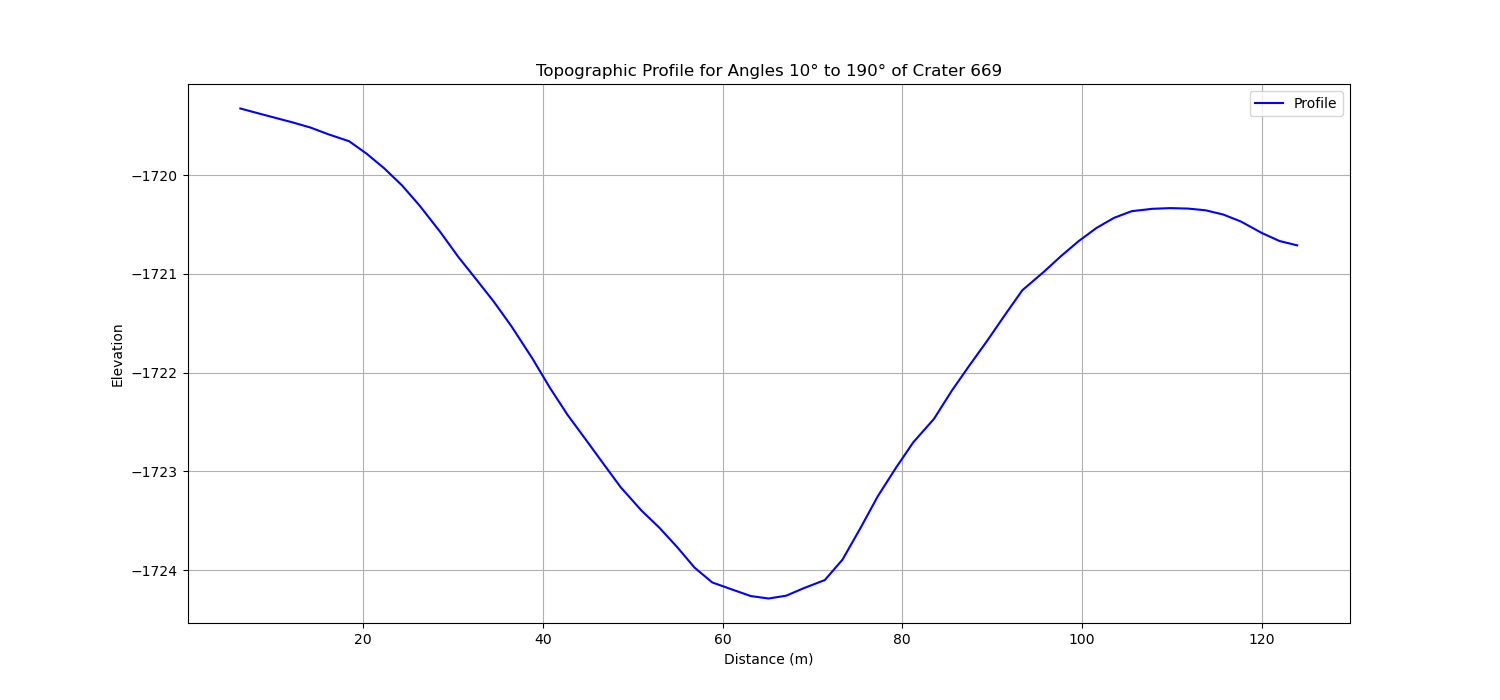 Topographic Profile for Angles 10° to 190° of Crater 669
Profile
−1720
−1721
−1722
−1723
−1724
Elevation
20
40
60
80
100
120
Distance (m)